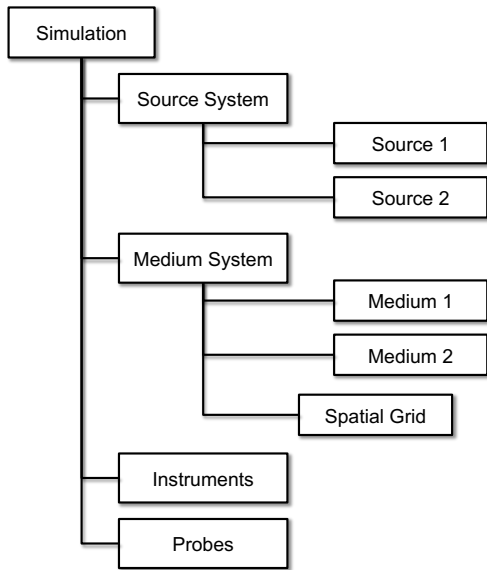 Simulation
Source System
Source 1
Source 2
Medium System
Medium 1
Medium 2
Spatial Grid
Instruments
Probes